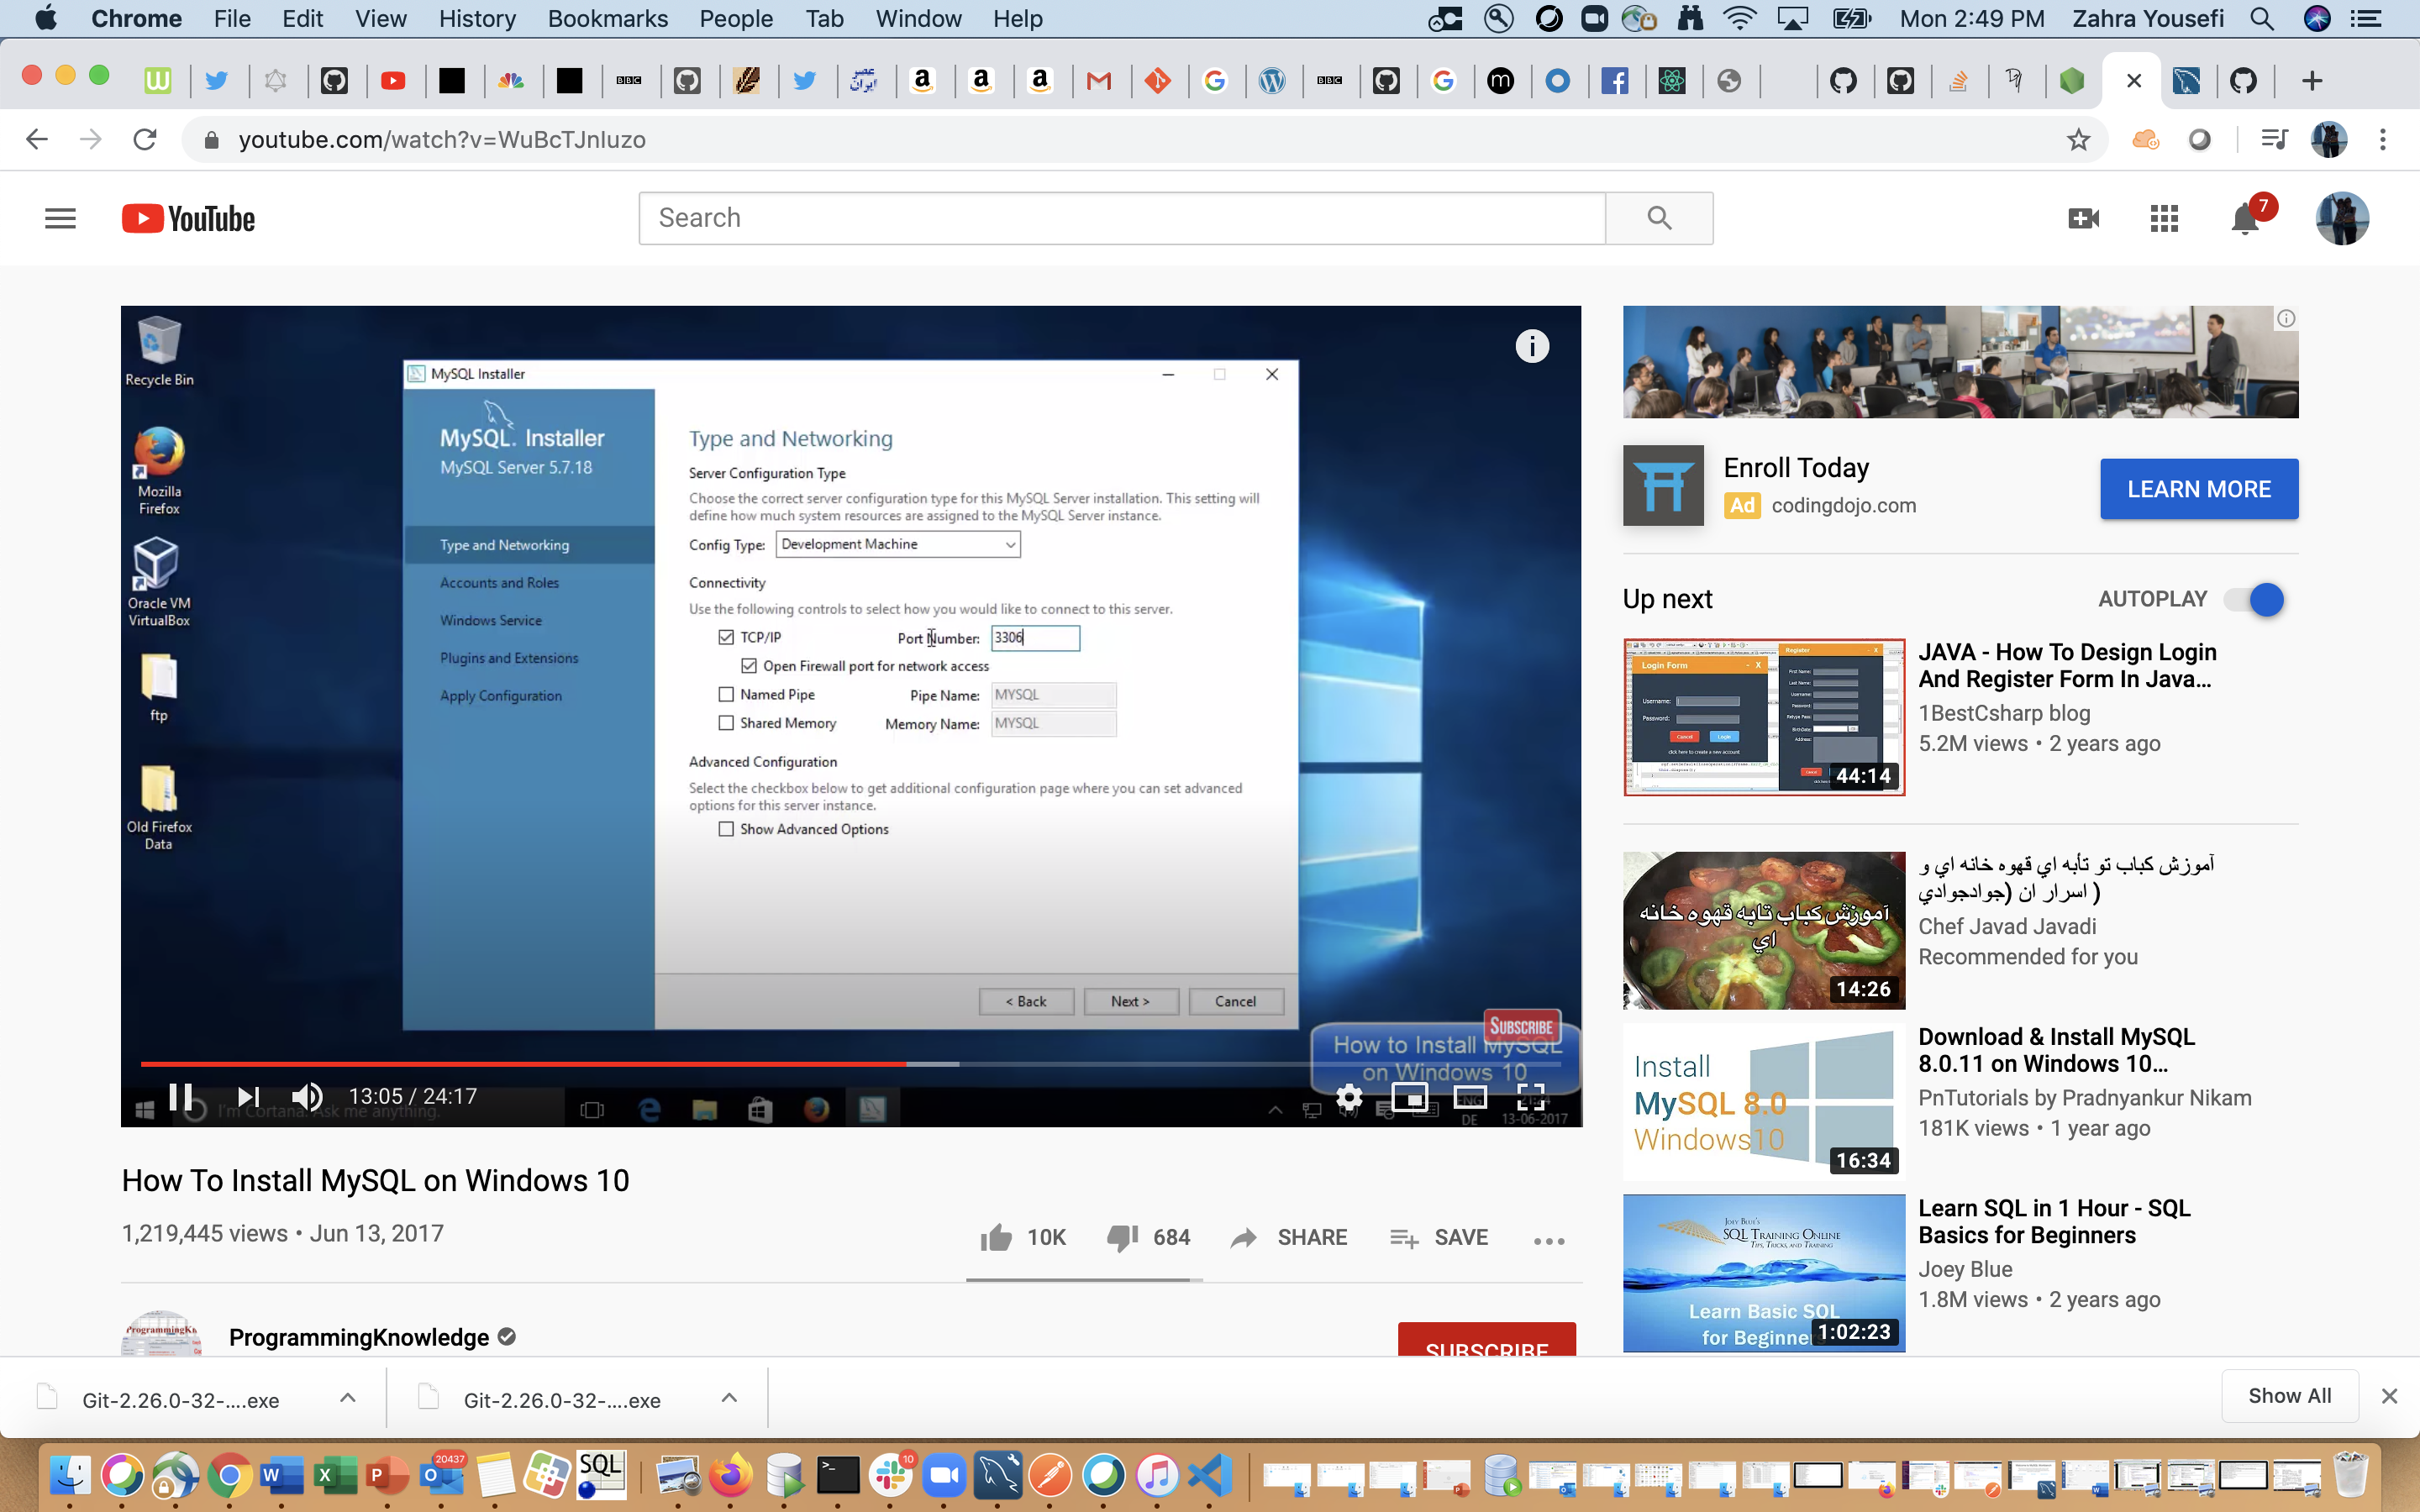 Chrome File Edit View History Bookmarks People Tab Window Help
Mon 2:49 PM Zahra Yousefi
BBC
عصر ایران
BBC
youtube.com/watch?v=WuBcTJnIuzo
YouTube
Search
7
Recycle Bin
Mozilla
Firefox
Oracle VM
VirtualBox
ftp
Old Firefox
Data
MySQL Installer
MySQL. Installer
MySQL Server 5.7.18
Type and Networking
Accounts and Roles
Windows Service
Plugins and Extensions
Apply Configuration
Type and Networking
Server Configuration Type
Choose the correct server configuration type for this MySQL Server installation. This setting will
define how much system resources are assigned to the MySQL Server instance.
Config Type: Development Machine
Connectivity
Use the following controls to select how you would like to connect to this server.
TCP/IP Port Number: 3306
Open Firewall port for network access
Named Pipe Pipe Name: MYSQL
Shared Memory Memory Name: MYSQL
Advanced Configuration
Select the checkbox below to get additional configuration page where you can set advanced
options for this server instance.
Show Advanced Options
< Back Next > Cancel
SUBSCRIBE
How to Install MySQL
on Windows 10
13:05 / 24:17
I'm Cortana. Ask me anything.
ENG
DE
13-06-2017
How To Install MySQL on Windows 10
1,219,445 views • Jun 13, 2017
10K 684 SHARE SAVE
ProgrammingKnowledge
SUBSCRIBE
Enroll Today
Ad codingdojo.com
LEARN MORE
Up next
AUTOPLAY
Login Form
Register
44:14
JAVA - How To Design Login
And Register Form In Java...
1BestCsharp blog
5.2M views • 2 years ago
آموزش کباب تابه قهوه خانه
اي
14:26
آموزش کباب تو تأبه اي قهوه خانه اي و
اسرار ان (جوادجوادي )
Chef Javad Javadi
Recommended for you
Install
MySQL 8.0
Windows10
16:34
Download & Install MySQL
8.0.11 on Windows 10...
PnTutorials by Pradnyankur Nikam
181K views • 1 year ago
JOEY BLUE'S
SQL TRAINING ONLINE
TIPS, TRICKS, AND TRAINING
Learn Basic SQL
for Beginne
1:02:23
Learn SQL in 1 Hour - SQL
Basics for Beginners
Joey Blue
1.8M views • 2 years ago
Git-2.26.0-32-....exe
Git-2.26.0-32-....exe
Show All
20437
SQL
10